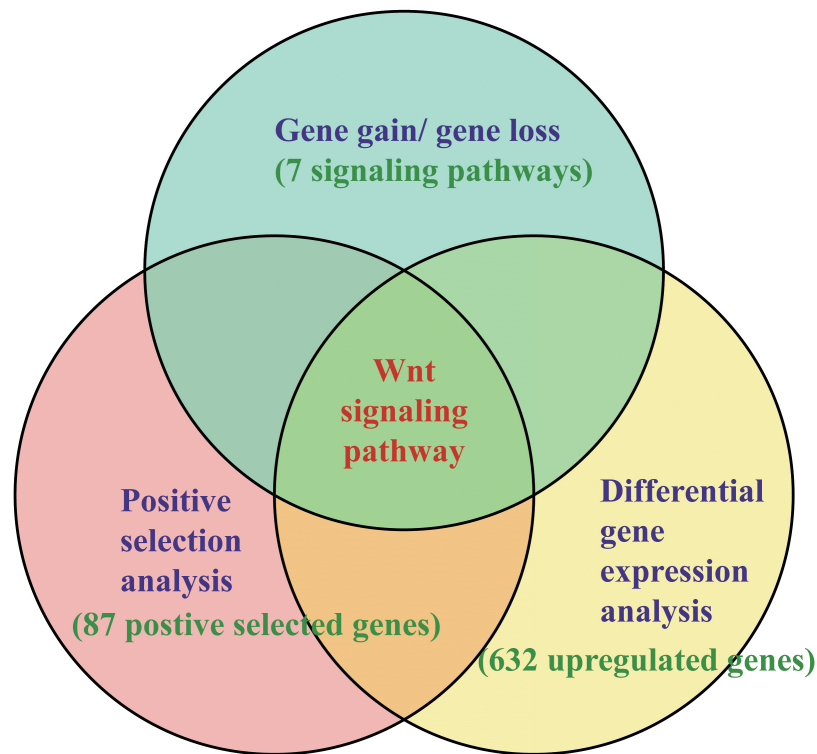 Gene gain/ gene loss
(7 signaling pathways)
Wnt
signaling
pathway
Positive
selection
analysis
(87 postive selected genes)
Differential
gene
expression
analysis
(632 upregulated genes)